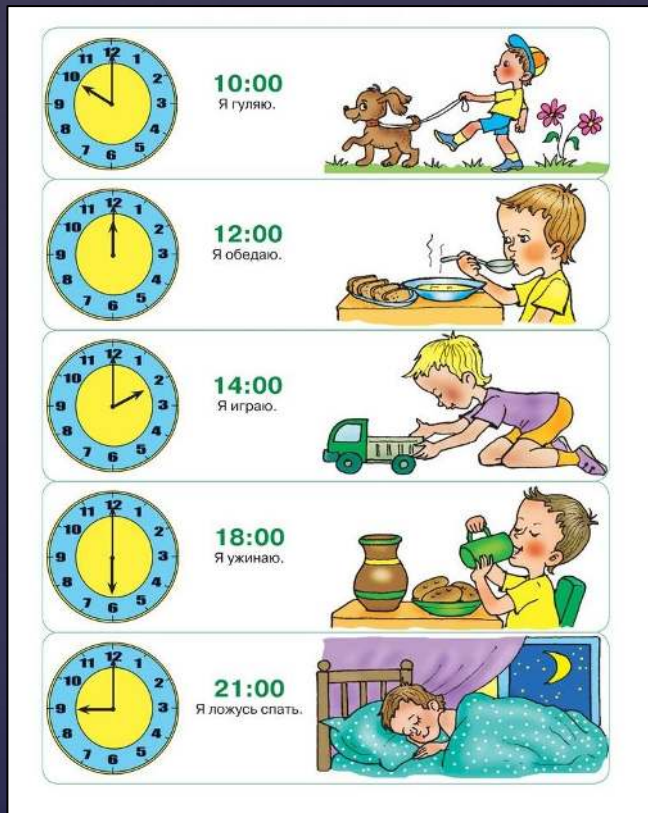 10:00
Я гуляю.
12:00
Я обедаю.
14:00
Я играю.
18:00
Я ужинаю.
21:00
Я ложусь спать.